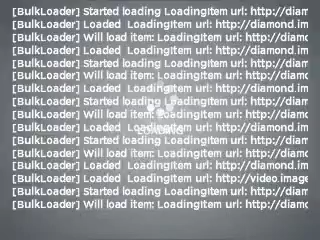 [BulkLoader] Started loading LoadingItem url: http://diam
[BulkLoader] Loaded LoadingItem url: http://diamond.im
[BulkLoader] Will load item: LoadingItem url: http://diamo
[BulkLoader] Loaded LoadingItem url: http://diamond.im
[BulkLoader] Started loading LoadingItem url: http://diam
[BulkLoader] Will load item: LoadingItem url: http://diamo
[BulkLoader] Loaded LoadingItem url: http://diamond.im
[BulkLoader] Started loading LoadingItem url: http://diam
[BulkLoader] Will load item: LoadingItem url: http://diamo
[BulkLoader] Loaded LoadingItem url: http://diamond.im
LOADING
[BulkLoader] Started loading LoadingItem url: http://diam
[BulkLoader] Will load item: LoadingItem url: http://diamo
[BulkLoader] Loaded LoadingItem url: http://diamond.im
[BulkLoader] Loaded LoadingItem url: http://video.image
[BulkLoader] Started loading LoadingItem url: http://diam
[BulkLoader] Will load item: LoadingItem url: http://diamo